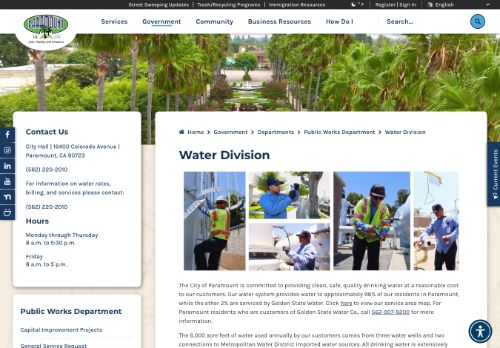 Street Sweeping Updates | Trash/Recycling Programs | Immigration Resources
°F | Register | Sign In | English
PARAMOUNT
Services Government Community Business Resources How Do I Search...
Contact Us
City Hall | 16400 Colorado Avenue |
Paramount, CA 90723
(562) 220-2010
For information on water rates,
billing, and services please contact:
(562) 220-2010
Hours
Monday through Thursday
8 a.m. to 5:30 p.m.
Friday
8 a.m. to 5 p.m.
Public Works Department
Capital Improvement Projects
General Service Request
Home > Government > Departments > Public Works Department > Water Division
Water Division
The City of Paramount is committed to providing clean, safe, quality drinking water at a reasonable cost
to our customers. Our water system provides water to approximately 98% of our residents in Paramount,
while the other 2% are serviced by Golden State Water. Click here to view our service area map. For
Paramount residents who are customers of Golden State Water Co., call 562-907-9200 for more
information.
The 6,000 acre feet of water used annually by our customers comes from three water wells and two
connections to Metropolitan Water District imported water sources. All drinking water is extensively
Current Events